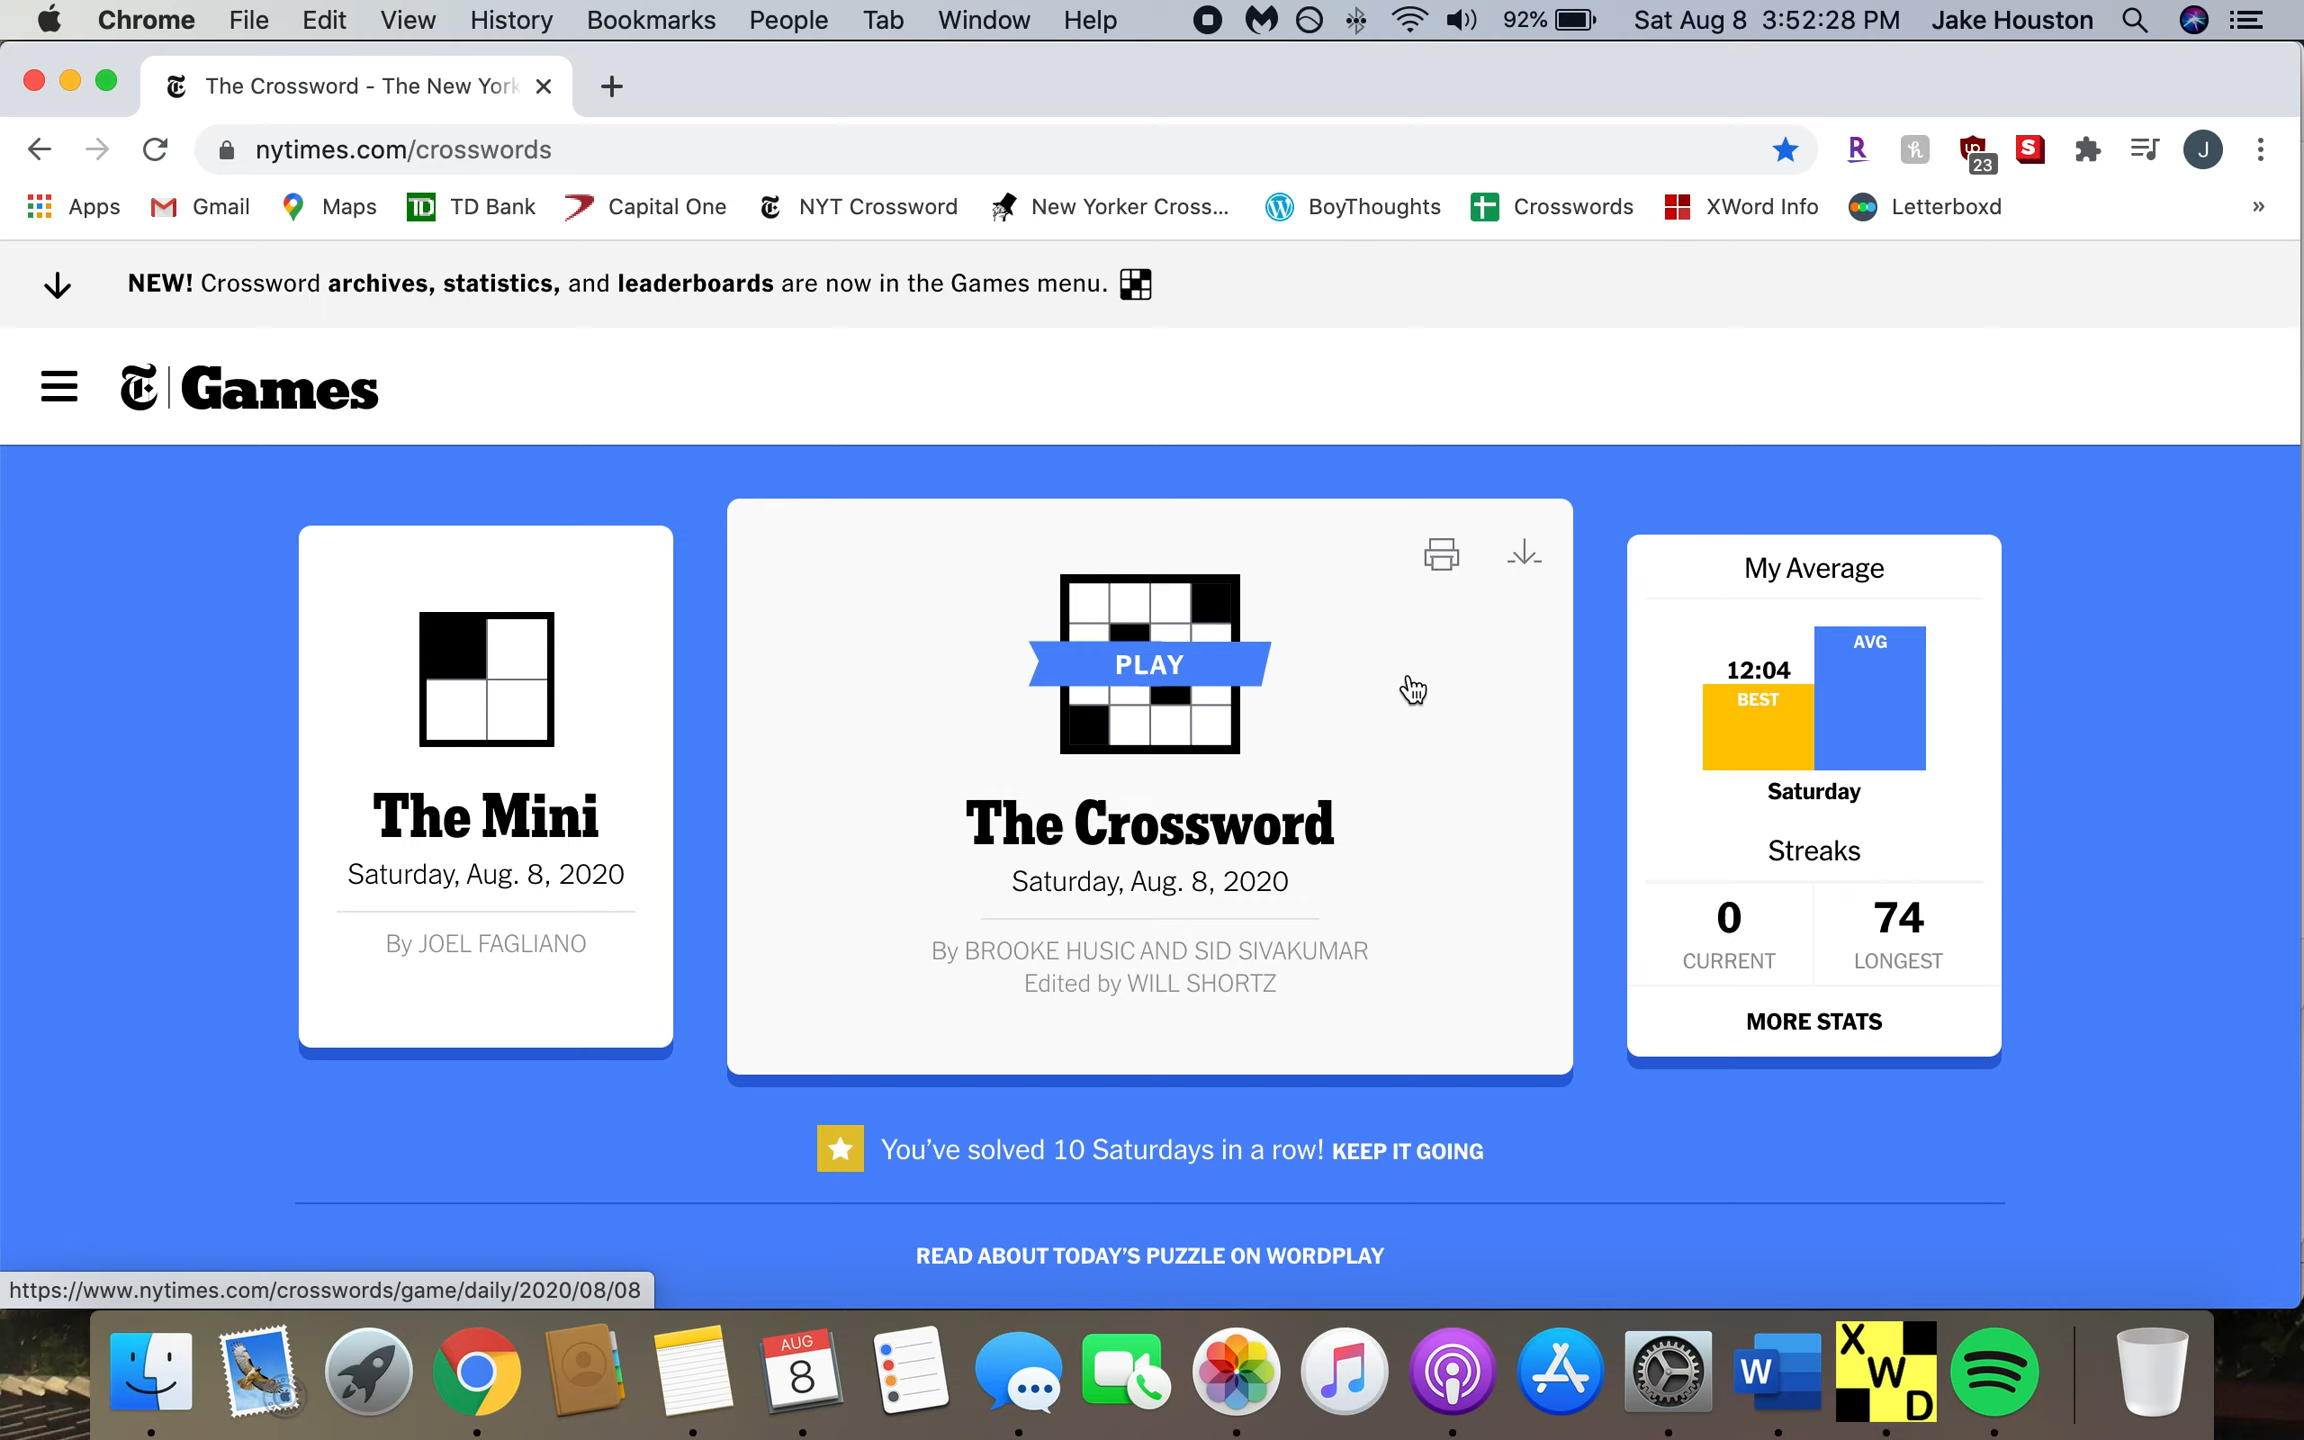 Chrome File Edit View History Bookmarks People Tab Window Help 92% Sat Aug 8 3:52:28 PM Jake Houston
The Crossword - The New York
nytimes.com/crosswords
R h 23 S J
Apps Gmail Maps TD TD Bank Capital One NYT Crossword New Yorker Cross... BoyThoughts Crosswords XWord Info Letterboxd »
NEW! Crossword archives, statistics, and leaderboards are now in the Games menu.
T Games
PLAY
The Mini
Saturday, Aug. 8, 2020
By JOEL FAGLIANO
The Crossword
Saturday, Aug. 8, 2020
By BROOKE HUSIC AND SID SIVAKUMAR
Edited by WILL SHORTZ
My Average
AVG
12:04
BEST
Saturday
Streaks
0 74
CURRENT LONGEST
MORE STATS
You've solved 10 Saturdays in a row! KEEP IT GOING
READ ABOUT TODAY'S PUZZLE ON WORDPLAY
https://www.nytimes.com/crosswords/game/daily/2020/08/08
AUG
8
W
X
W
D